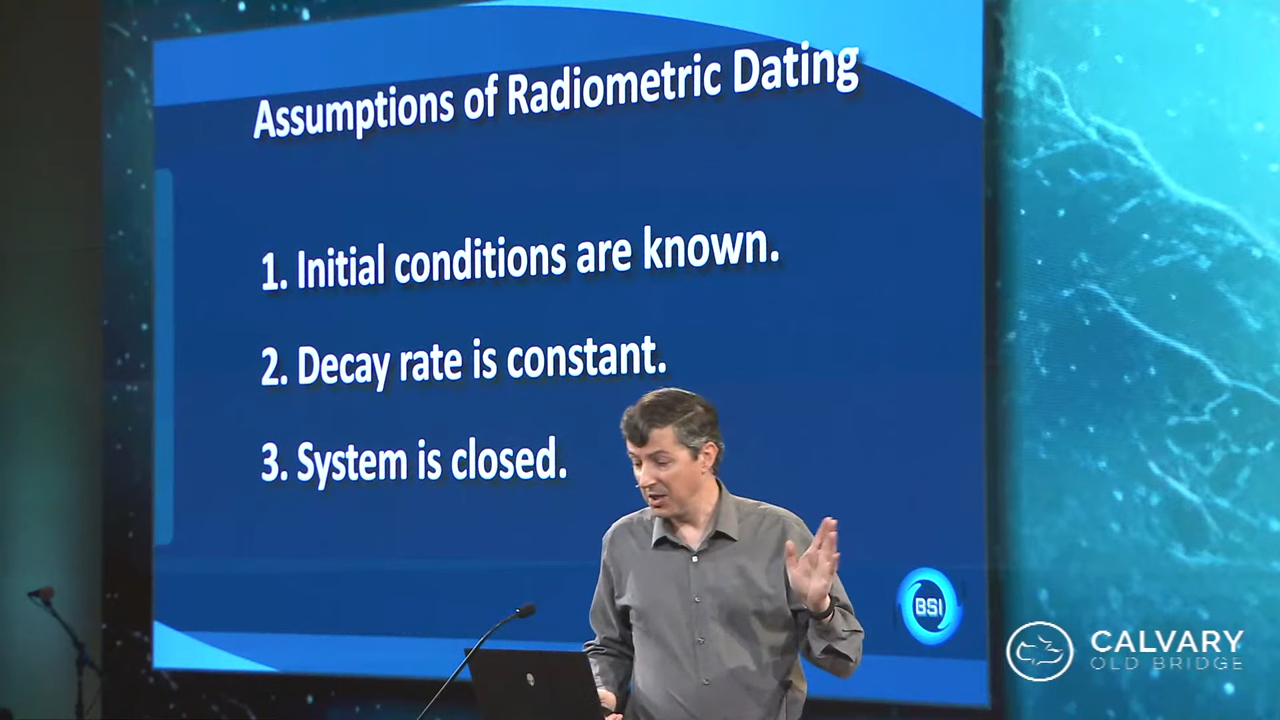 Assumptions of Radiometric Dating
1. Initial conditions are known.
2. Decay rate is constant.
3. System is closed.
BSI
CALVARY
OLD BRIDGE